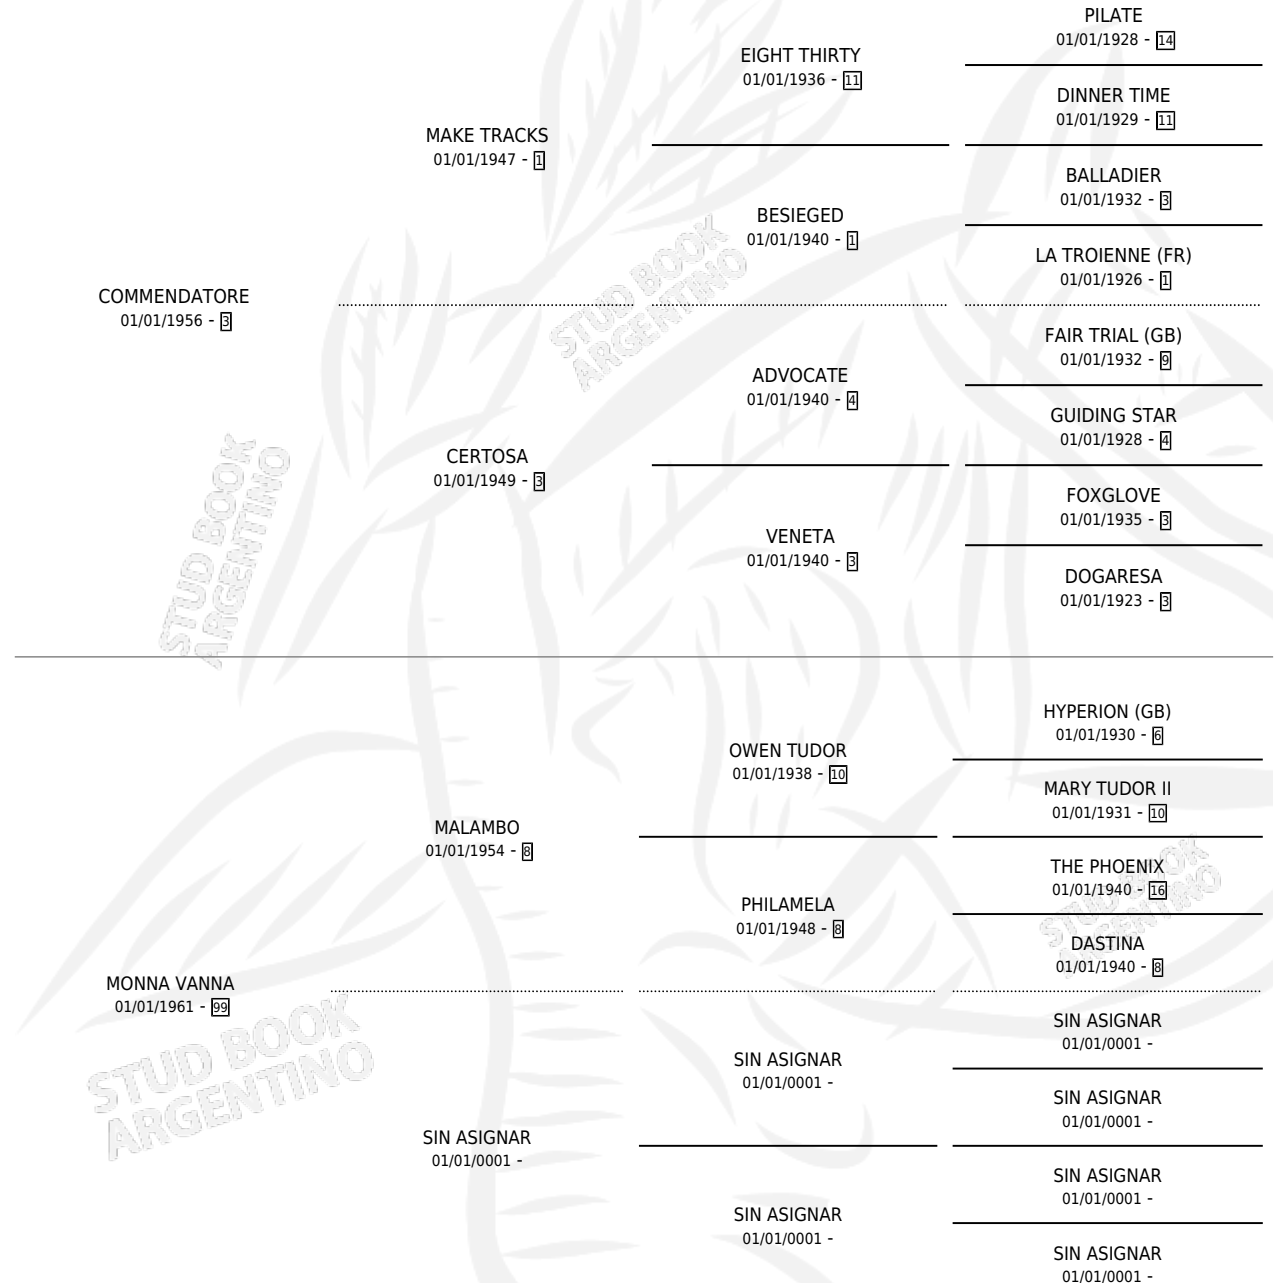 PILATE
01/01/1928 - 14
EIGHT THIRTY
01/01/1936 - 11
DINNER TIME
01/01/1929 - 11
MAKE TRACKS
01/01/1947 - 1
BALLADIER
01/01/1932 - 3
BESIEGED
01/01/1940 - 1
LA TROIENNE (FR)
01/01/1926 - 1
COMMENDATORE
01/01/1956 - 3
STUD BOOK
ARGENTINO
FAIR TRIAL (GB)
01/01/1932 - 9
ADVOCATE
01/01/1940 - 4
GUIDING STAR
01/01/1928 - 4
CERTOSA
01/01/1949 - 3
FOXGLOVE
01/01/1935 - 3
VENETA
01/01/1940 - 3
DOGARESA
01/01/1923 - 3
STUD BOOK
ARGENTINO
HYPERION (GB)
01/01/1930 - 6
OWEN TUDOR
01/01/1938 - 10
MARY TUDOR II
01/01/1931 - 10
MALAMBO
01/01/1954 - 8
THE PHOENIX
01/01/1940 - 16
PHILAMELA
01/01/1948 - 8
DASTINA
01/01/1940 - 8
STUD BOOK
ARGENTINO
MONNA VANNA
01/01/1961 - 99
STUD BOOK
ARGENTINO
SIN ASIGNAR
01/01/0001 -
SIN ASIGNAR
01/01/0001 -
SIN ASIGNAR
01/01/0001 -
SIN ASIGNAR
01/01/0001 -
SIN ASIGNAR
01/01/0001 -
SIN ASIGNAR
01/01/0001 -
SIN ASIGNAR
01/01/0001 -